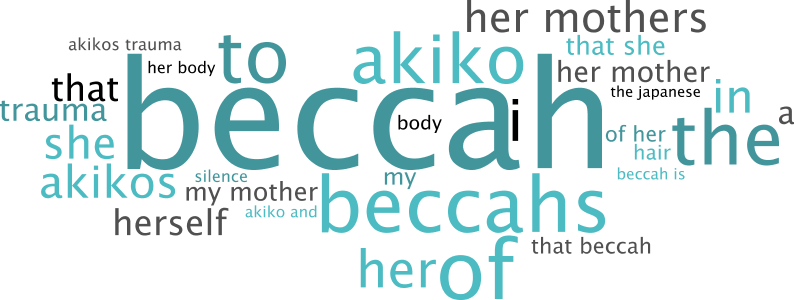 her mothers
akikos trauma
to
akiko
that she
her body
her mother
that
beccah
the japanese
in
trauma
body
i
a
she
of her
the
hair
akikos
silence
my
beccah is
my mother
beccahs
herself
akiko and
that beccah
her
of